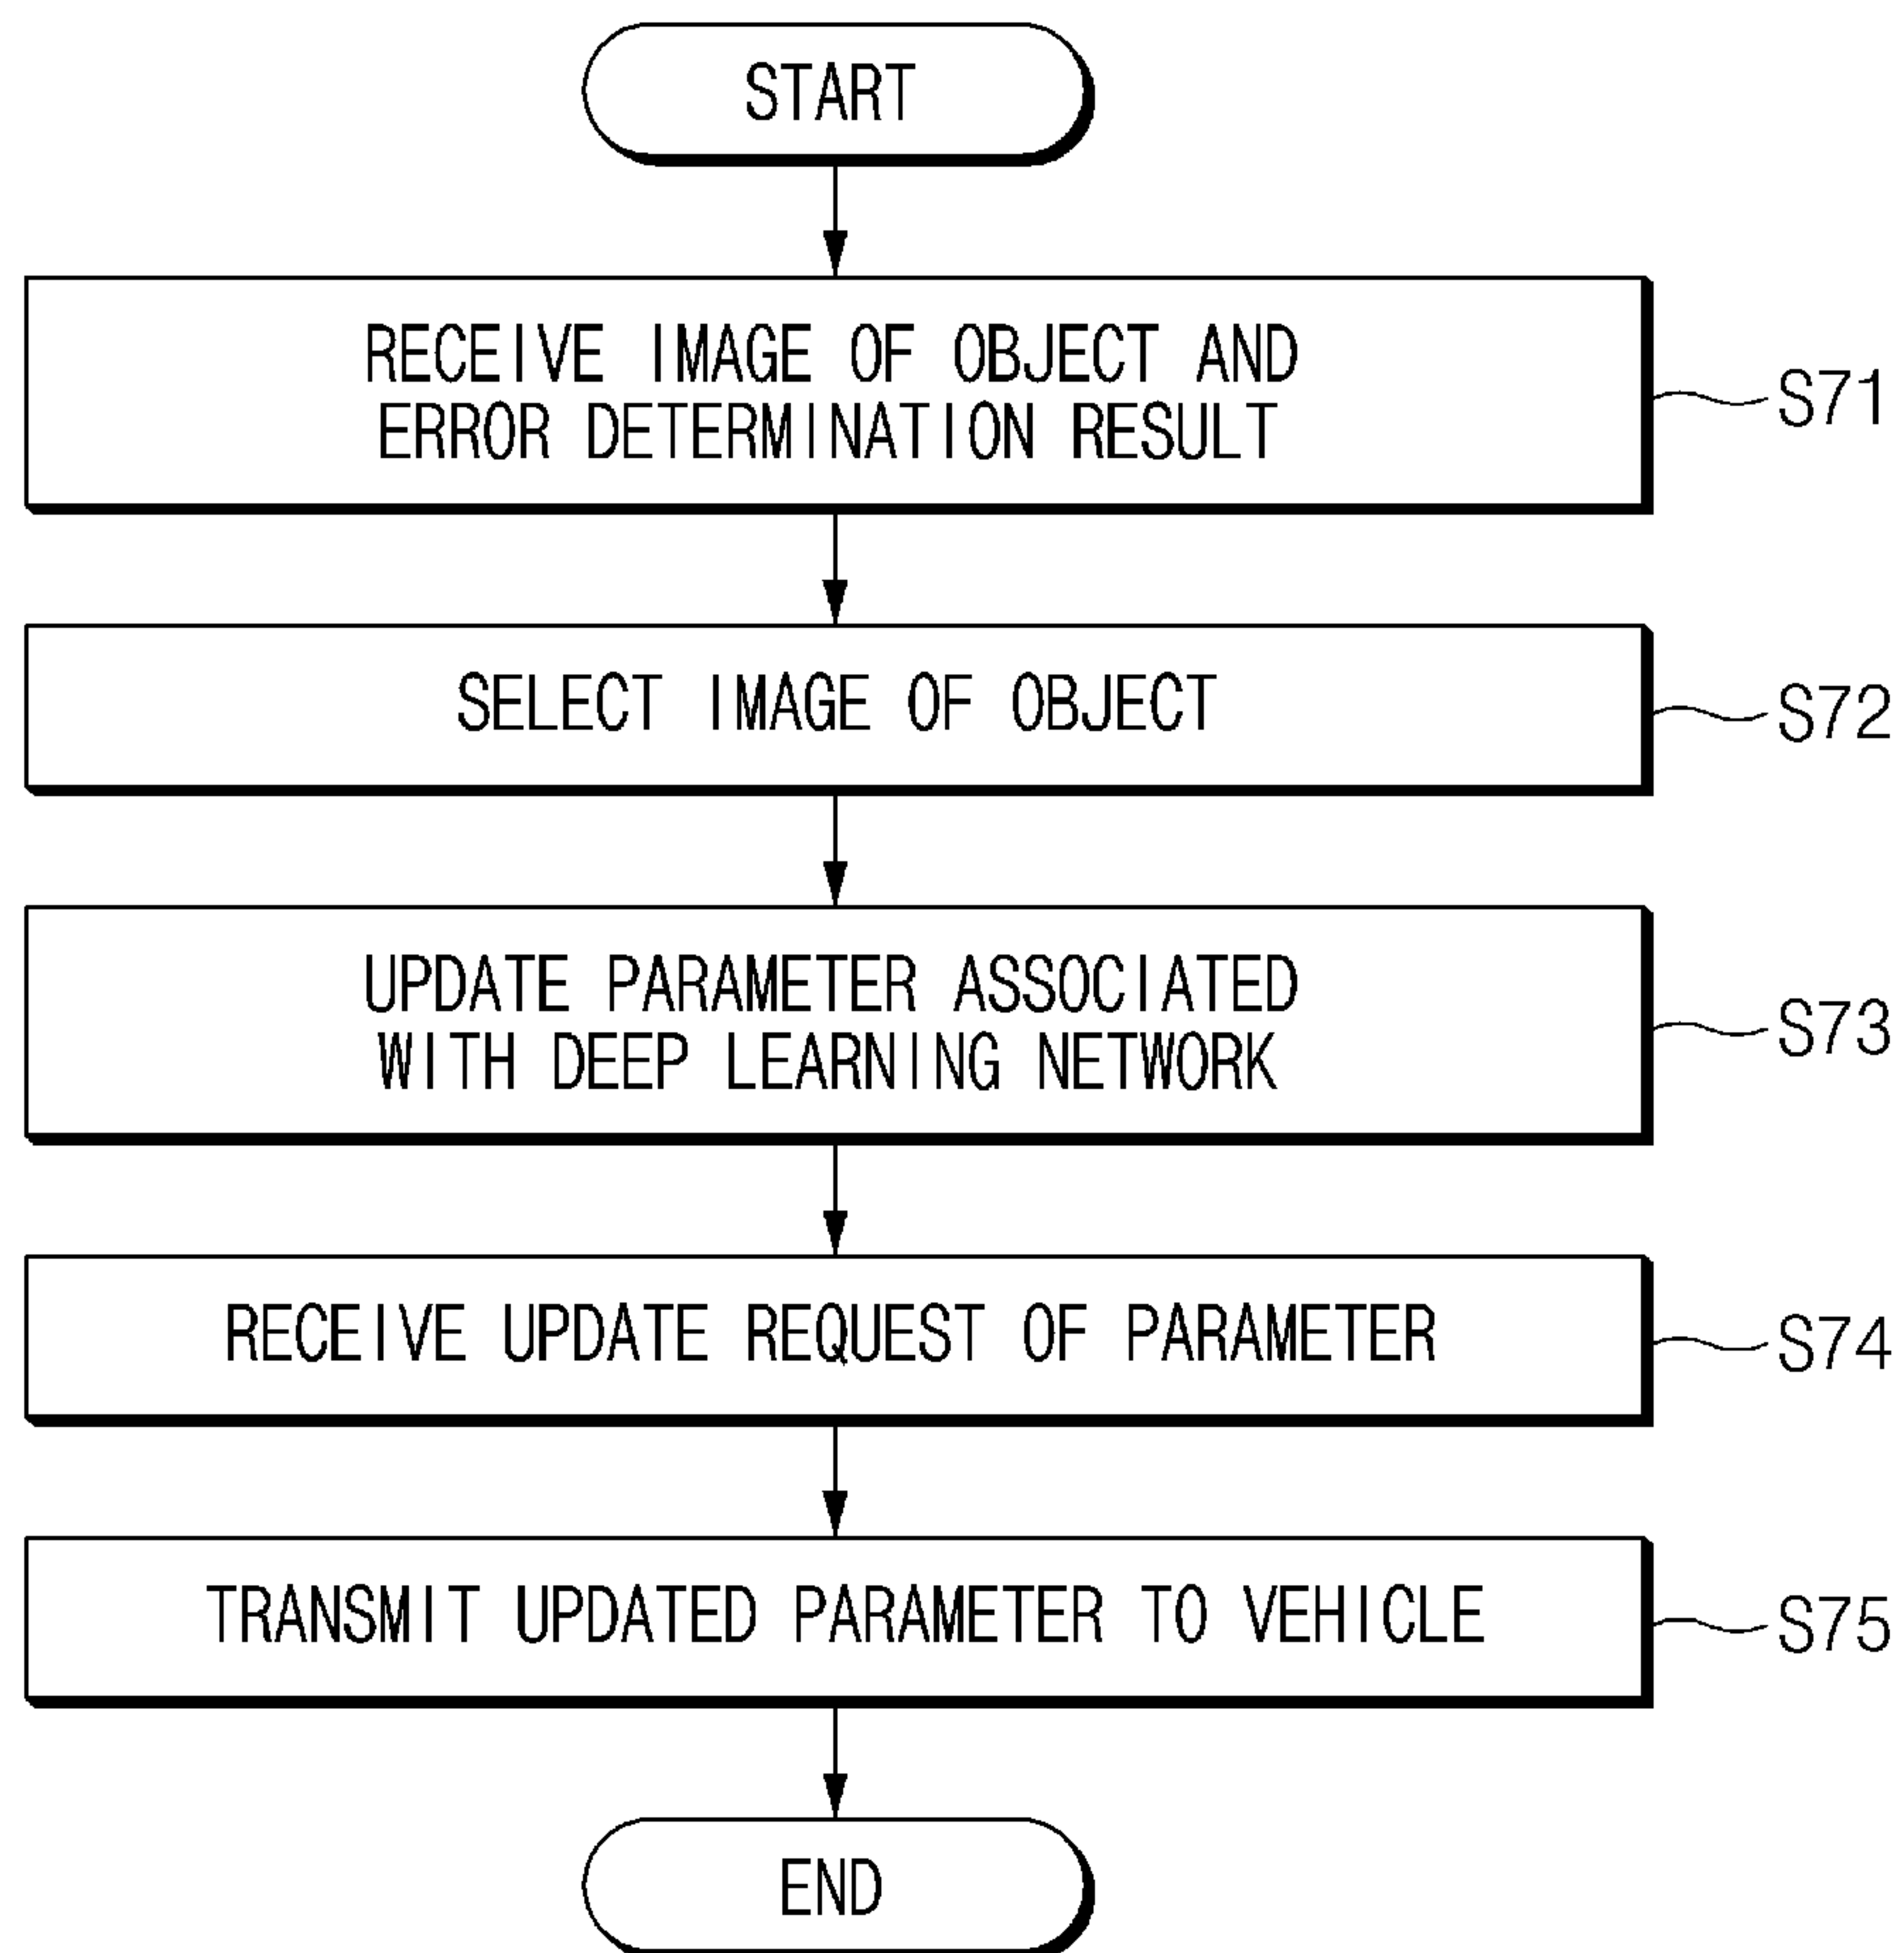 START
RECEIVE IMAGE OF OBJECT AND
ERROR DETERMINATION RESULT
S71
SELECT IMAGE OF OBJECT
S72
UPDATE PARAMETER ASSOCIATED
WITH DEEP LEARNING NETWORK
S73
RECEIVE UPDATE REQUEST OF PARAMETER
S74
TRANSMIT UPDATED PARAMETER TO VEHICLE
S75
END